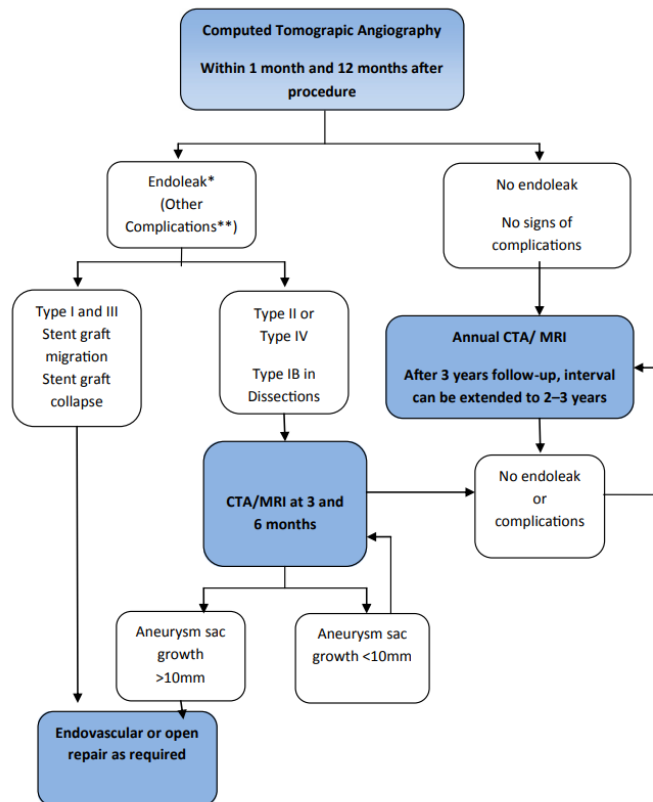 Computed Tomograpic Angiography
Within 1 month and 12 months after
procedure
Endoleak*
(Other
Complications**)
No endoleak
No signs of
complications
Type I and III
Stent graft
migration
Stent graft
collapse
Type II or
Type IV
Type IB in
Dissections
Annual CTA/ MRI
After 3 years follow-up, interval
can be extended to 2–3 years
CTA/MRI at 3 and
6 months
No endoleak
or
complications
Aneurysm sac
growth
>10mm
Aneurysm sac
growth <10mm
Endovascular or open
repair as required